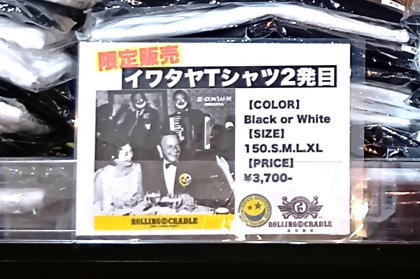 限定販売
イワタヤTシャツ2発目
【COLOR】
Black or White
【SIZE】
150.S.M.L.XL
【PRICE】
¥3,700-
ROLLING CRADLE
ROLLING CRADLE